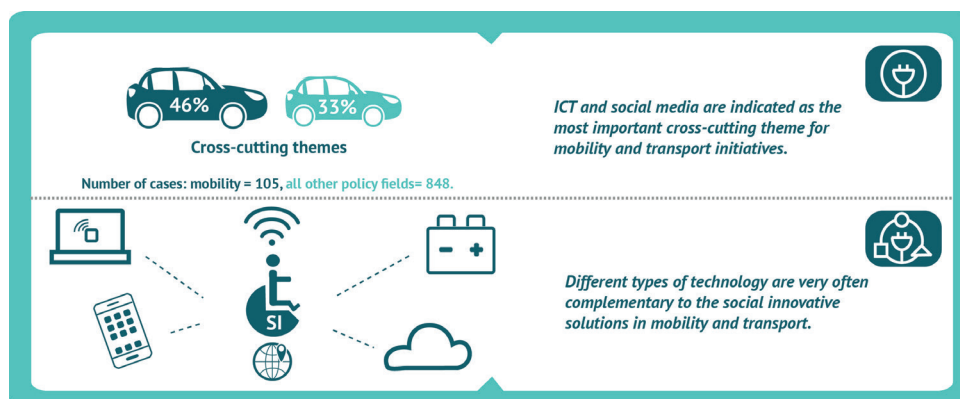 46%
33%
Cross-cutting themes
Number of cases: mobility = 105, all other policy fields= 848.
ICT and social media are indicated as the
most important cross-cutting theme for
mobility and transport initiatives.
SI
Different types of technology are very often
complementary to the social innovative
solutions in mobility and transport.